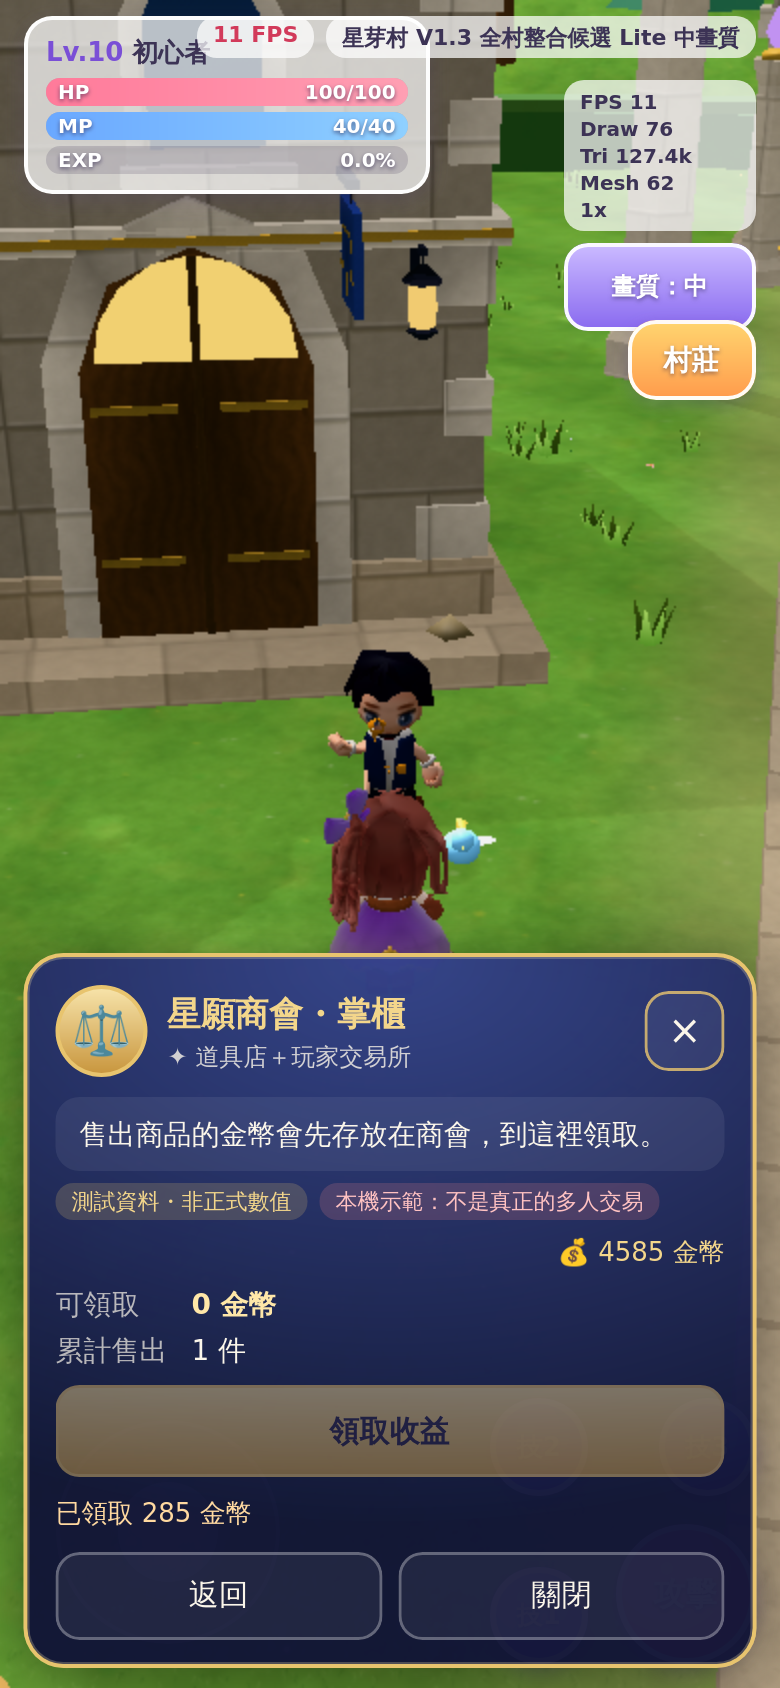 Lv.10 初心者
11 FPS
星芽村 V1.3 全村整合候選 Lite 中畫質
HP 100/100
MP 40/40
EXP 0.0%
FPS 11
Draw 76
Tri 127.4k
Mesh 62
1x
畫質：中
村莊
星願商會・掌櫃
✦ 道具店＋玩家交易所
×
售出商品的金幣會先存放在商會，到這裡領取。
測試資料・非正式數值
本機示範：不是真正的多人交易
4585 金幣
可領取 0 金幣
累計售出 1 件
領取收益
已領取 285 金幣
返回
關閉